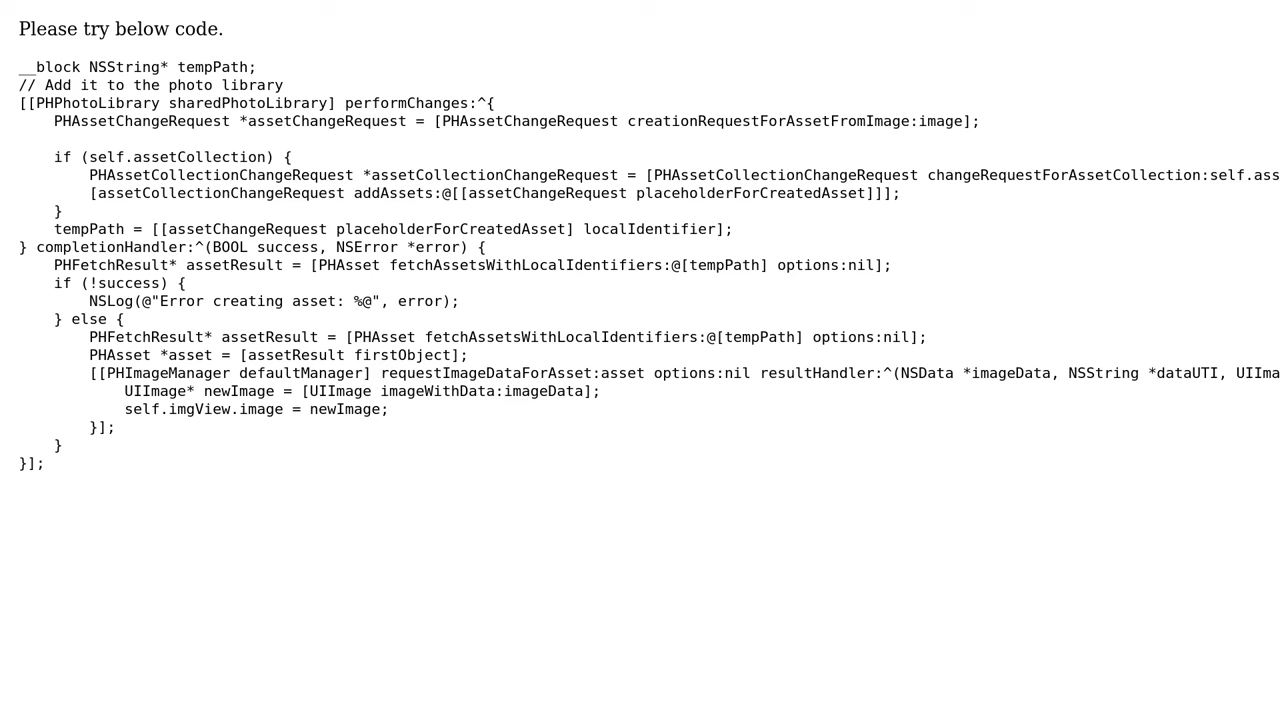 Please try below code.
__block NSString* tempPath;
// Add it to the photo library
[[PHPhotoLibrary sharedPhotoLibrary] performChanges:^{
    PHAssetChangeRequest *assetChangeRequest = [PHAssetChangeRequest creationRequestForAssetFromImage:image];
    if (self.assetCollection) {
        PHAssetCollectionChangeRequest *assetCollectionChangeRequest = [PHAssetCollectionChangeRequest changeRequestForAssetCollection:self.ass
        [assetCollectionChangeRequest addAssets:@[[assetChangeRequest placeholderForCreatedAsset]]];
    }
    tempPath = [[assetChangeRequest placeholderForCreatedAsset] localIdentifier];
} completionHandler:^(BOOL success, NSError *error) {
    PHFetchResult* assetResult = [PHAsset fetchAssetsWithLocalIdentifiers:@[tempPath] options:nil];
    if (!success) {
        NSLog(@"Error creating asset: %@", error);
    } else {
        PHFetchResult* assetResult = [PHAsset fetchAssetsWithLocalIdentifiers:@[tempPath] options:nil];
        PHAsset *asset = [assetResult firstObject];
        [[PHImageManager defaultManager] requestImageDataForAsset:asset options:nil resultHandler:^(NSData *imageData, NSString *dataUTI, UIIma
            UIImage* newImage = [UIImage imageWithData:imageData];
            self.imgView.image = newImage;
        }];
    }
}];